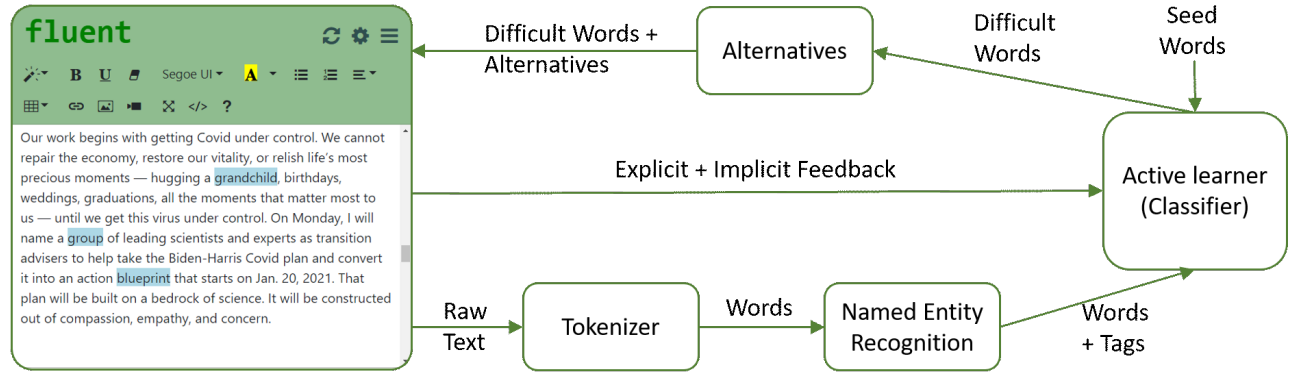 fluent
B U Segoe UI A
</> ?
Our work begins with getting Covid under control. We cannot
repair the economy, restore our vitality, or relish life's most
precious moments — hugging a grandchild, birthdays,
weddings, graduations, all the moments that matter most to
us — until we get this virus under control. On Monday, I will
name a group of leading scientists and experts as transition
advisers to help take the Biden-Harris Covid plan and convert
it into an action blueprint that starts on Jan. 20, 2021. That
plan will be built on a bedrock of science. It will be constructed
out of compassion, empathy, and concern.
Difficult Words +
Alternatives
Alternatives
Difficult
Words
Seed
Words
Explicit + Implicit Feedback
Active learner
(Classifier)
Raw
Text
Tokenizer
Words
Named Entity
Recognition
Words
+ Tags